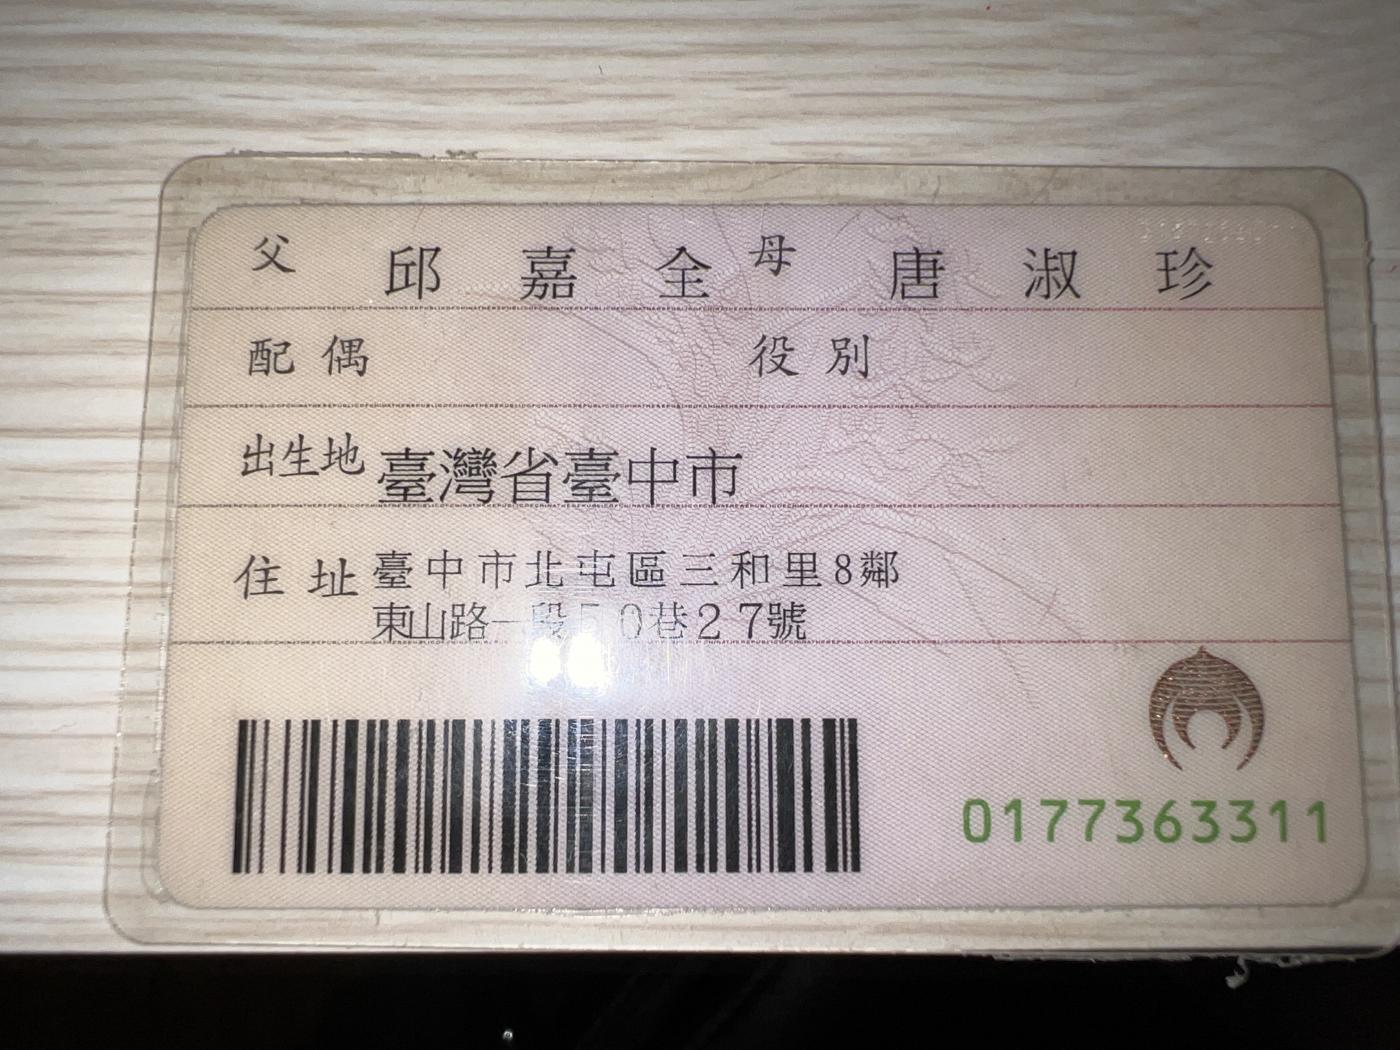 父 邱嘉全 母 唐淑珍
配偶 役別
出生地 臺灣省臺中市
住址 臺中市北屯區三和里8鄰
東山路一段50巷27號
0177363311